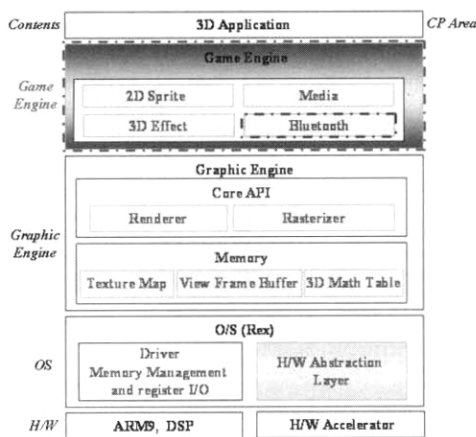 Contents 3D Application CP Area
Game Engine
Game
Engine
2D Sprite Media
3D Effect Bluetooth
Graphic Engine
Core API
Renderer Rasterizer
Graphic
Engine
Memory
Texture Map View Frame Buffer 3D Math Table
O/S (Rex)
OS
Driver
Memory Management
and register I/O
H/W Abstraction
Layer
H/W ARM9, DSP H/W Accelerator